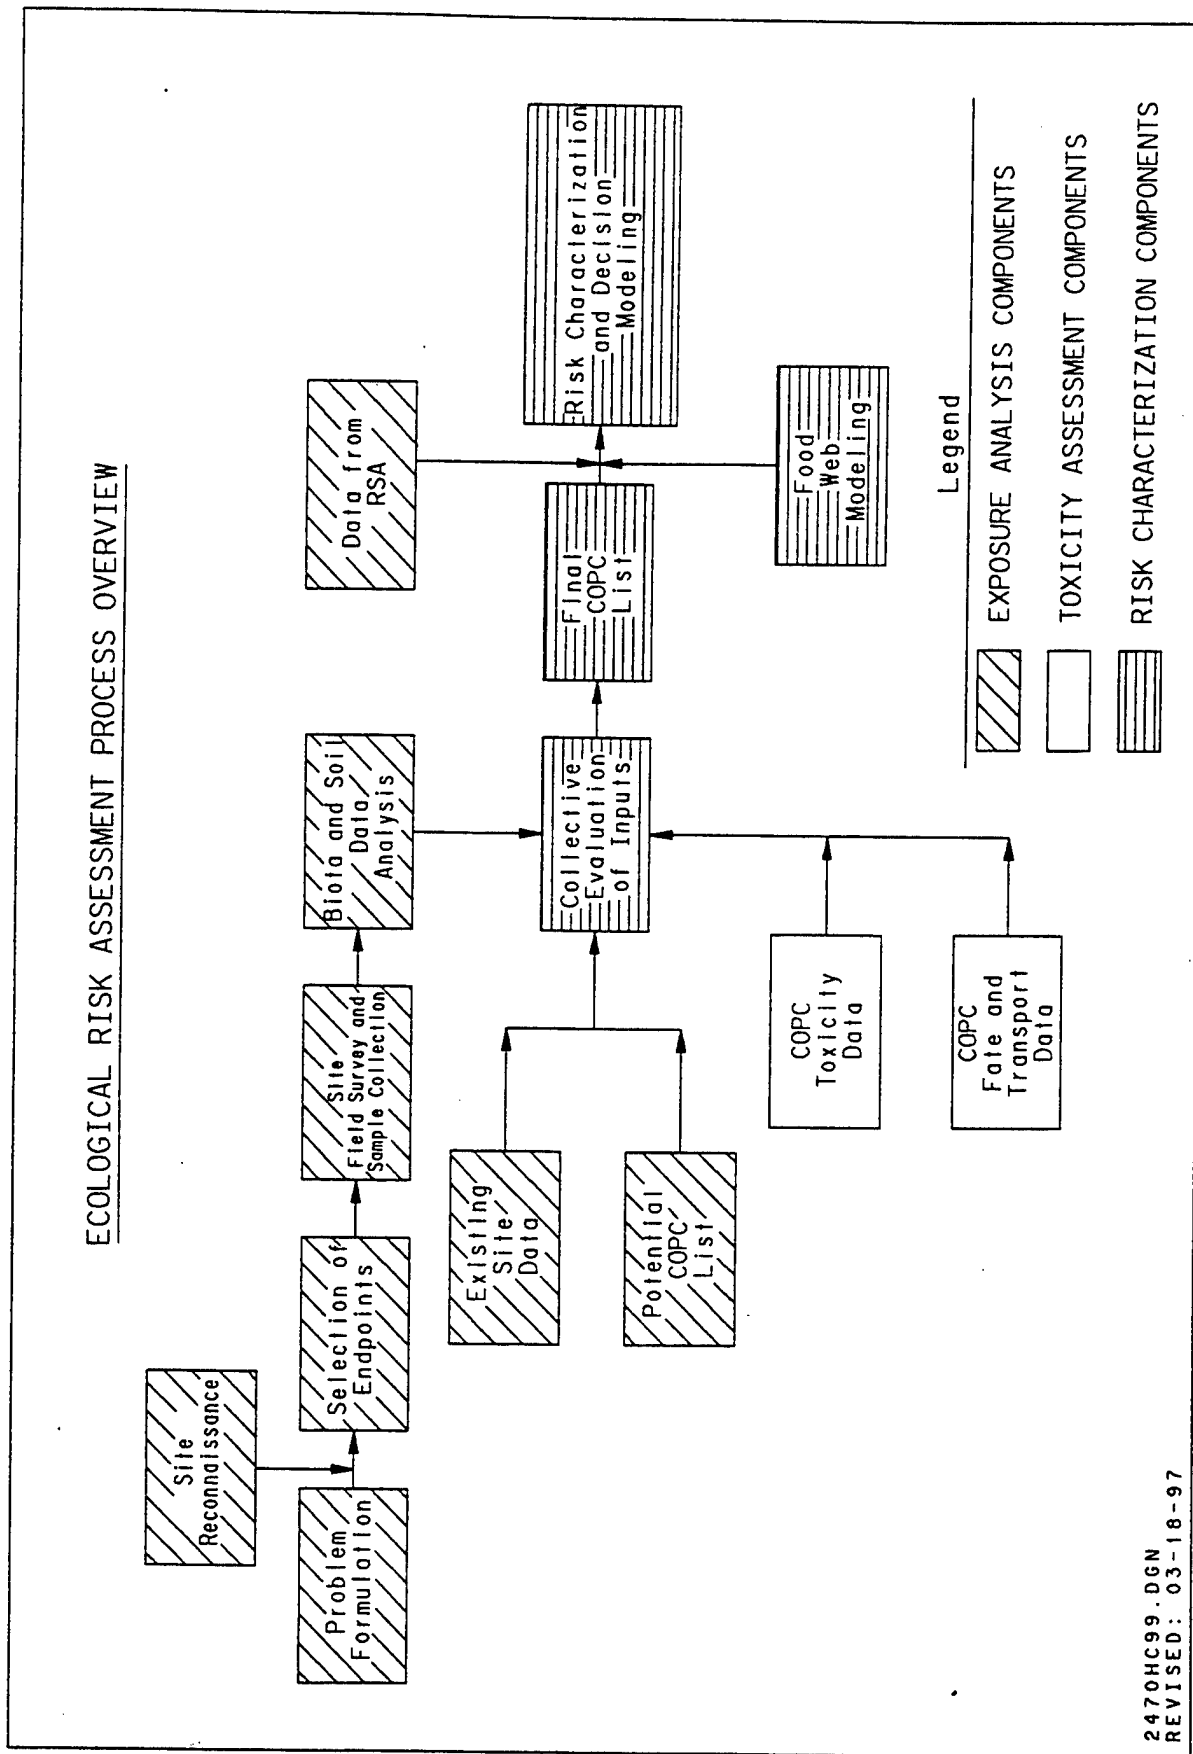 ECOLOGICAL RISK ASSESSMENT PROCESS OVERVIEW
Site
Reconnaissance
Problem
Formulation
Selection of
Endpoints
Site
Field Survey and
Sample Collection
Biota and Soil
Data
Analysis
Data from
RSA
Existing
Site
Data
Potential
COPC
List
Collective
Evaluation
of Inputs
Final
COPC
List
Risk Characterization
and Decision
Modeling
COPC
Toxicity
Data
COPC
Fate and
Transport
Data
Food
Web
Modeling
Legend
EXPOSURE ANALYSIS COMPONENTS
TOXICITY ASSESSMENT COMPONENTS
RISK CHARACTERIZATION COMPONENTS
2470HC99.DGN
REVISED: 03-18-97